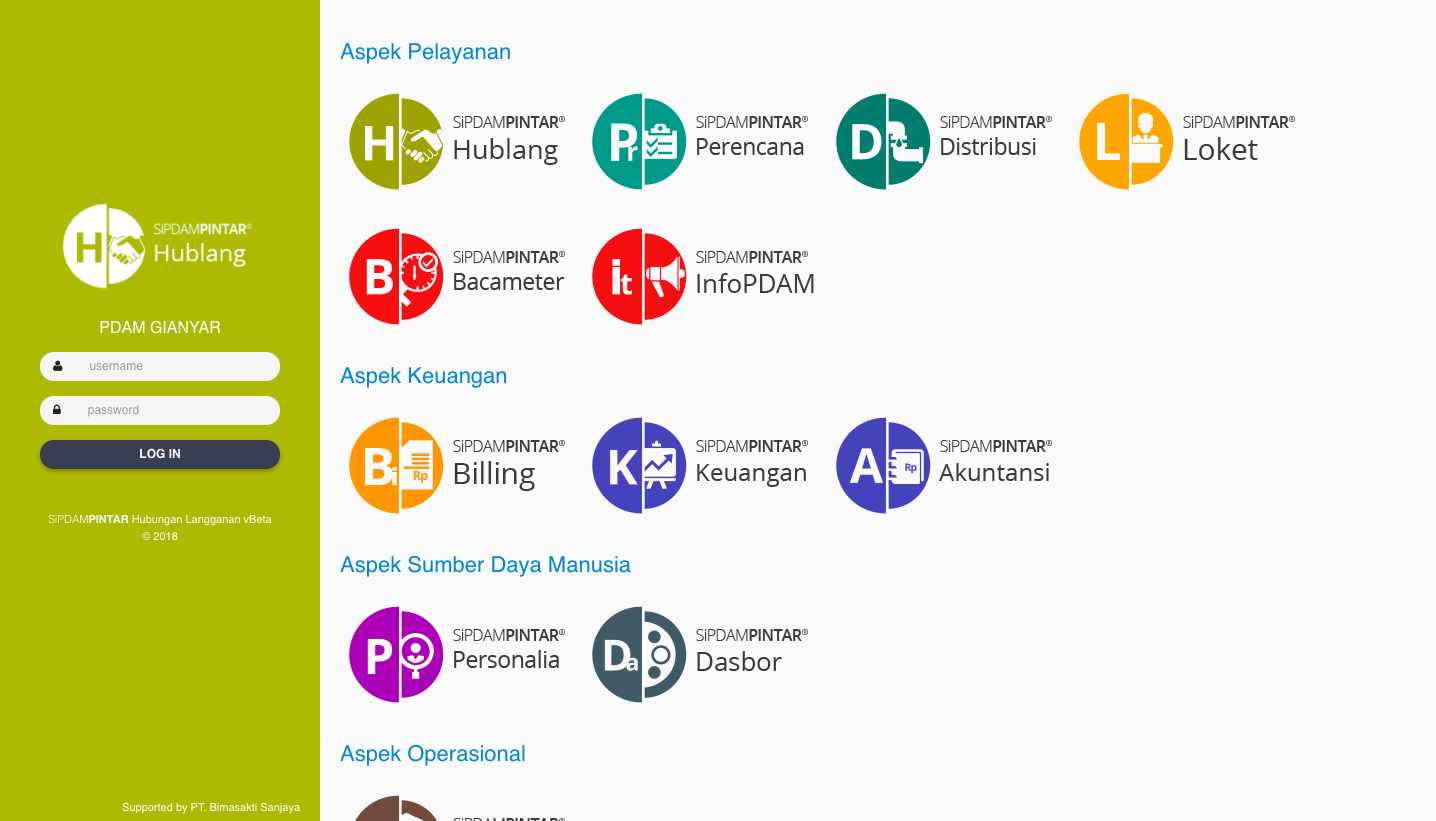 H
SiPDAMPINTAR®
Hublang
PDAM GIANYAR
username
password
LOG IN
SiPDAMPINTAR Hubungan Langganan vBeta
© 2018
Supported by PT. Bimasakti Sanjaya
Aspek Pelayanan
H
SiPDAMPINTAR®
Hublang
Pr
SiPDAMPINTAR®
Perencana
D
SiPDAMPINTAR®
Distribusi
L
SiPDAMPINTAR®
Loket
B
SiPDAMPINTAR®
Bacameter
it
SiPDAMPINTAR®
InfoPDAM
Aspek Keuangan
Bi
Rp
SiPDAMPINTAR®
Billing
K
SiPDAMPINTAR®
Keuangan
A
Rp
SiPDAMPINTAR®
Akuntansi
Aspek Sumber Daya Manusia
P
SiPDAMPINTAR®
Personalia
Da
SiPDAMPINTAR®
Dasbor
Aspek Operasional